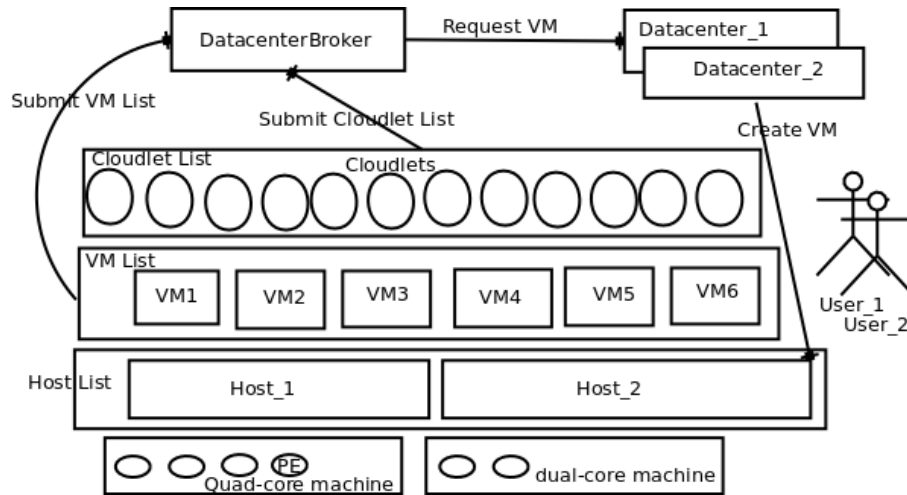 DatacenterBroker
Request VM
Datacenter_1
Datacenter_2
Submit VM List
Submit Cloudlet List
Create VM
Cloudlet List
Cloudlets
VM List
VM1
VM2
VM3
VM4
VM5
VM6
User_1
User_2
Host List
Host_1
Host_2
PE
Quad-core machine
dual-core machine